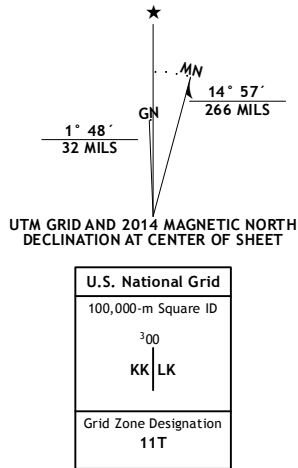 ★
MN
GN
14° 57´
266 MILS
1° 48´
32 MILS
UTM GRID AND 2014 MAGNETIC NORTH
DECLINATION AT CENTER OF SHEET
U.S. National Grid
100,000-m Square ID
³00
KK LK
Grid Zone Designation
11T